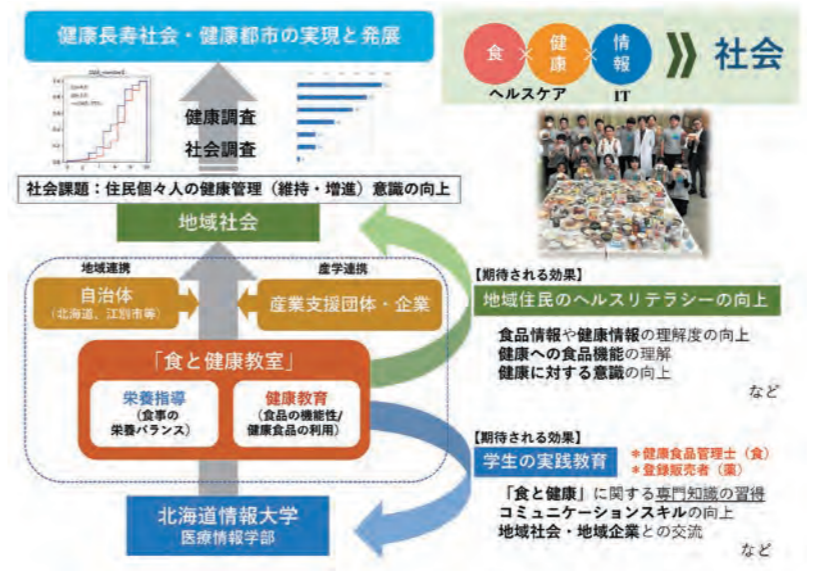 健康長寿社会・健康都市の実現と発展
食×健康×情報
社会
ヘルスケア
IT
健康調査
社会調査
社会課題：住民個々人の健康管理（維持・増進）意識の向上
地域社会
地域連携
産学連携
自治体
（北海道、江別市等）
産業支援団体・企業
「食と健康教室」
栄養指導
（食事の
栄養バランス）
健康教育
（食品の機能性/
健康食品の利用）
北海道情報大学
医療情報学部
【期待される効果】
地域住民のヘルスリテラシーの向上
食品情報や健康情報の理解度の向上
健康への食品機能の理解
健康に対する意識の向上
など
【期待される効果】
学生の実践教育
＊健康食品管理士（食）
＊登録販売者（薬）
「食と健康」に関する専門知識の習得
コミュニケーションスキルの向上
地域社会・地域企業との交流
など